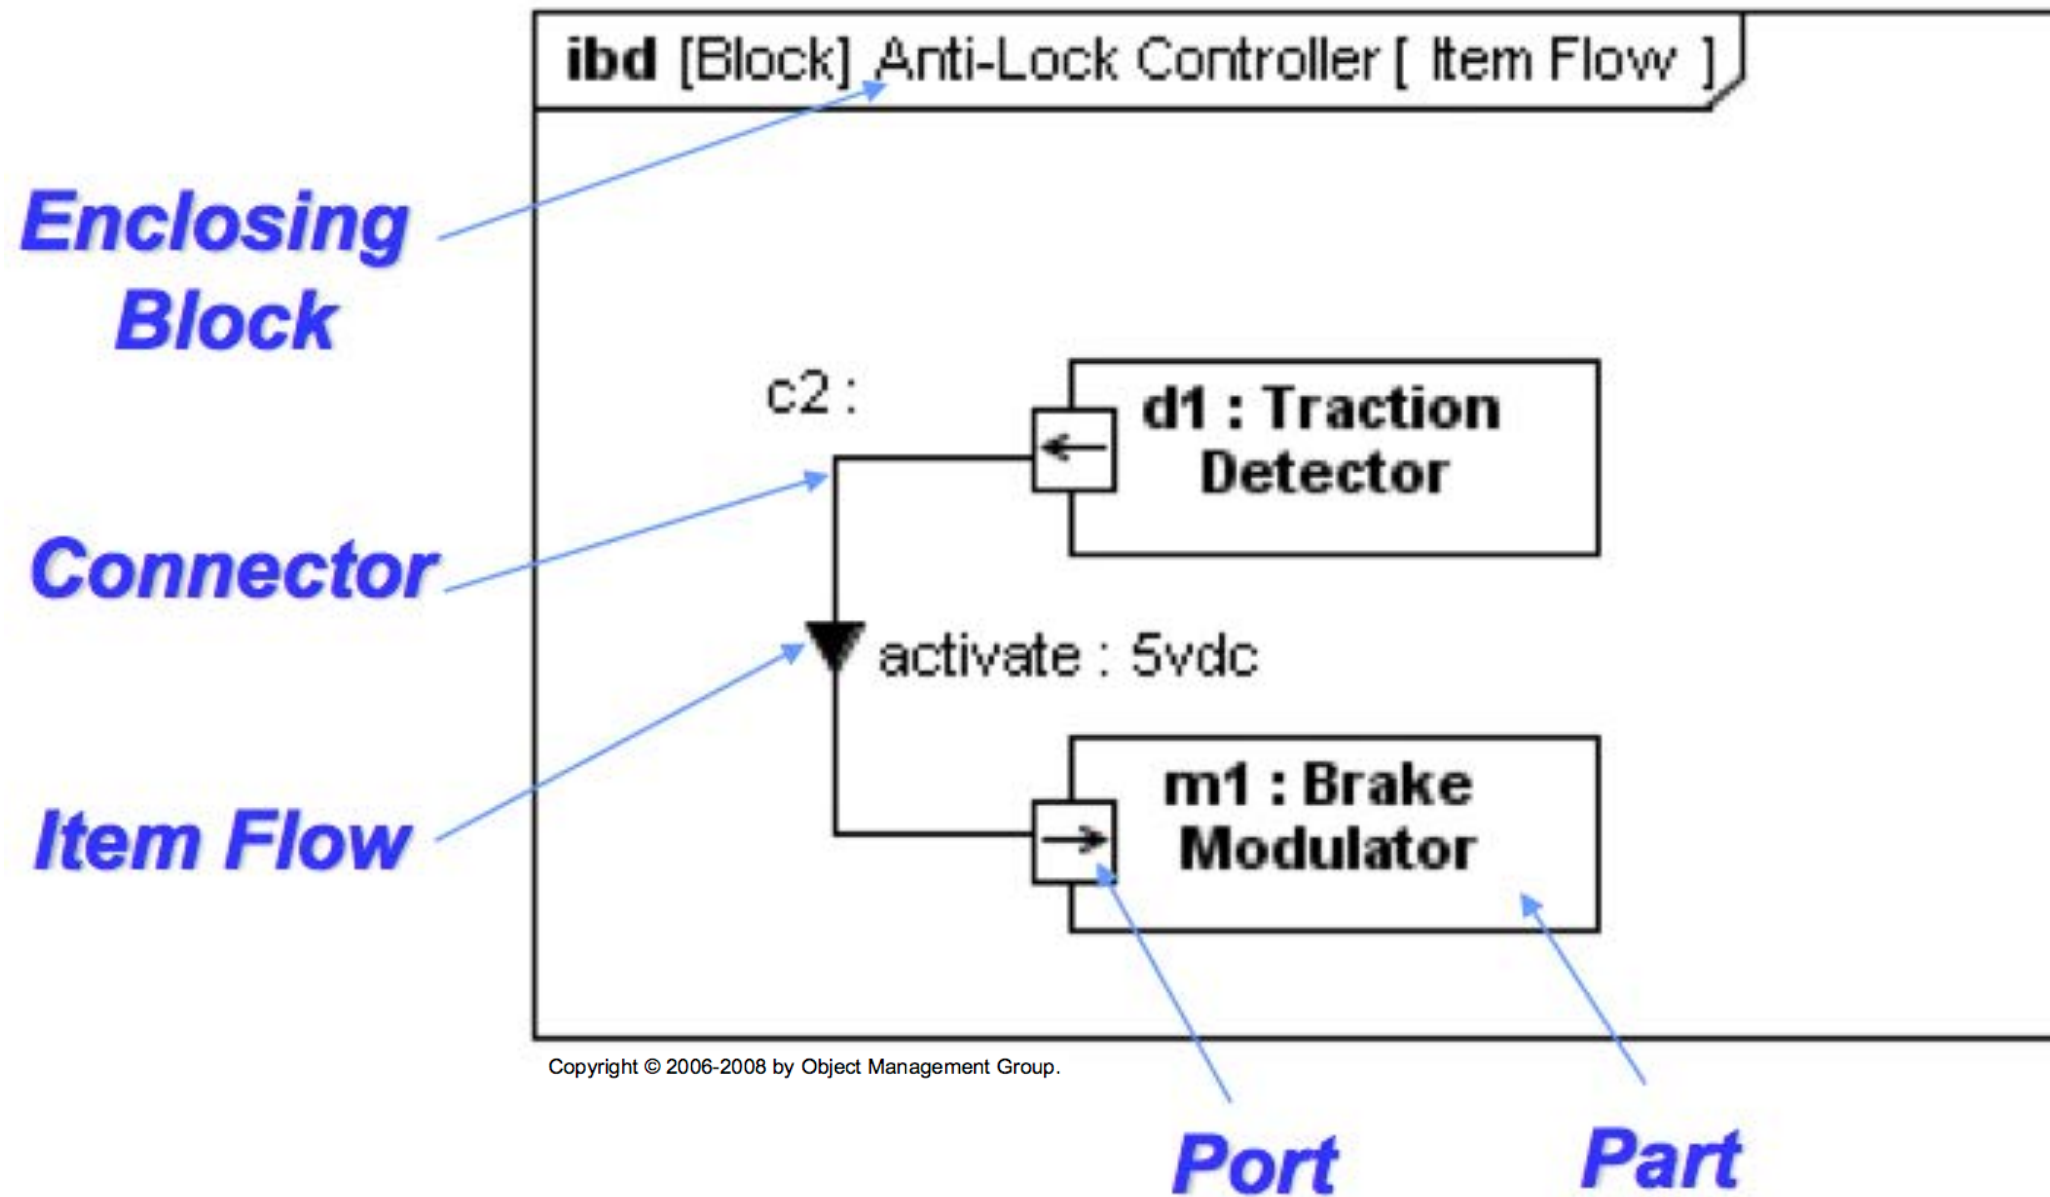 ibd [Block] Anti-Lock Controller [ Item Flow ]
Enclosing
Block
c2 :
d1 : Traction
Detector
Connector
activate : 5vdc
m1 : Brake
Modulator
Item Flow
Copyright © 2006-2008 by Object Management Group.
Port
Part